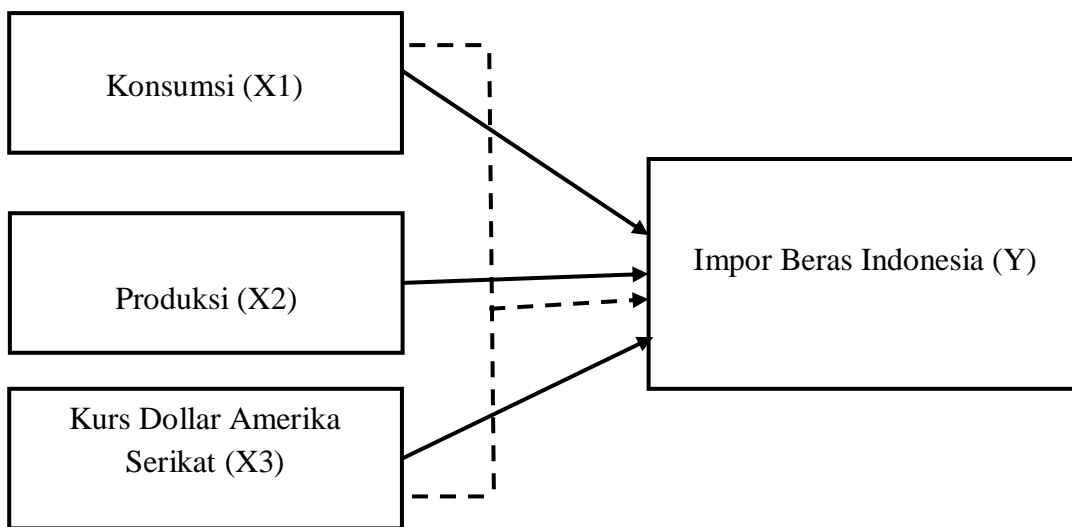 Konsumsi (X1)
Impor Beras Indonesia (Y)
Produksi (X2)
Kurs Dollar Amerika
Serikat (X3)